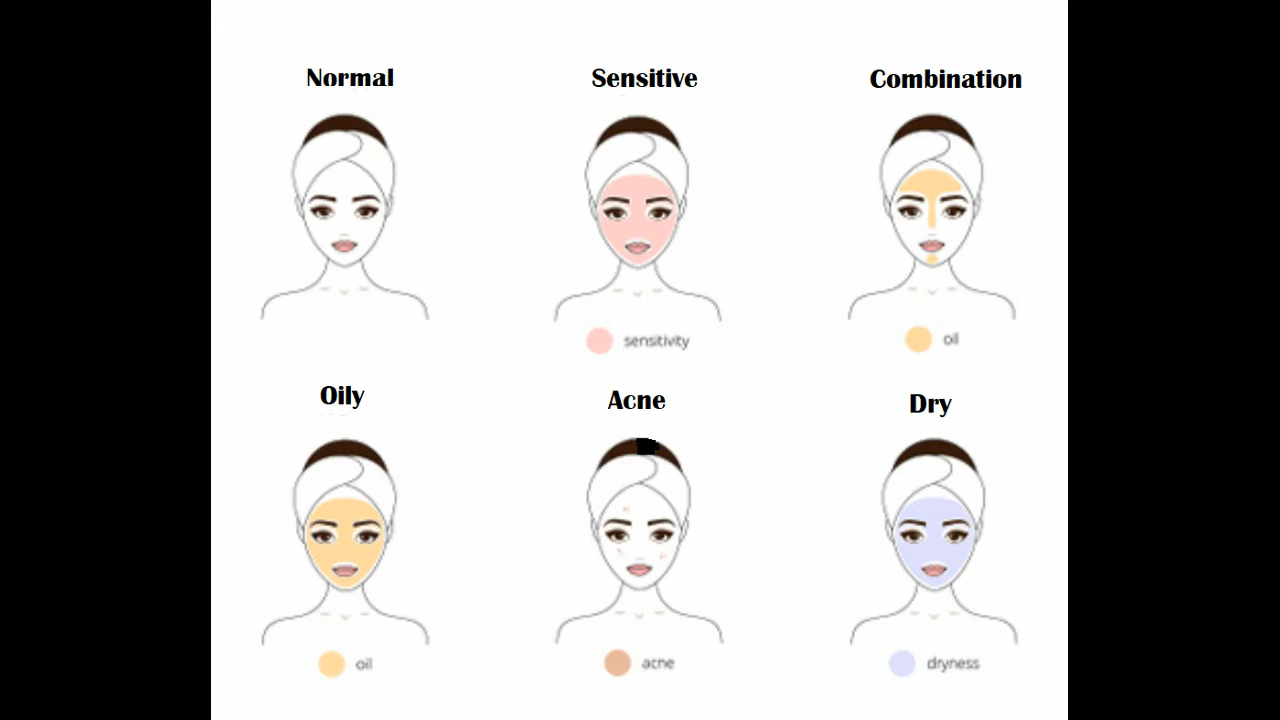 Normal
Sensitive
Combination
sensitivity
oil
Oily
Acne
Dry
oil
acne
dryness